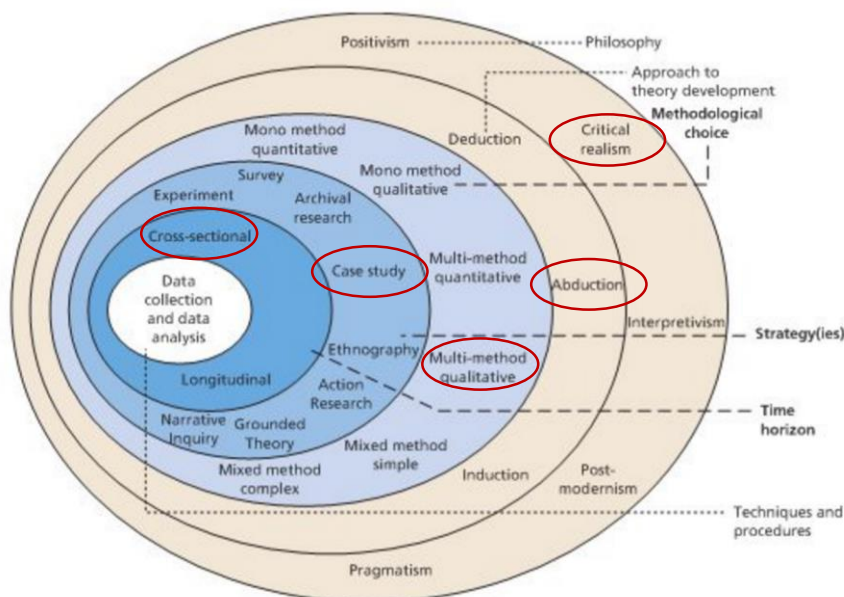 Positivism
Philosophy
Approach to
theory development
Methodological
choice
Critical
realism
Deduction
Mono method
quantitative
Mono method
qualitative
Survey
Experiment
Archival
research
Cross-sectional
Case study
Multi-method
quantitative
Abduction
Data
collection
and data
analysis
Interpretivism
Strategy(ies)
Ethnography
Multi-method
qualitative
Longitudinal
Action
Research
Time
horizon
Narrative
Inquiry
Grounded
Theory
Mixed method
simple
Mixed method
complex
Induction
Post-
modernism
Techniques and
procedures
Pragmatism